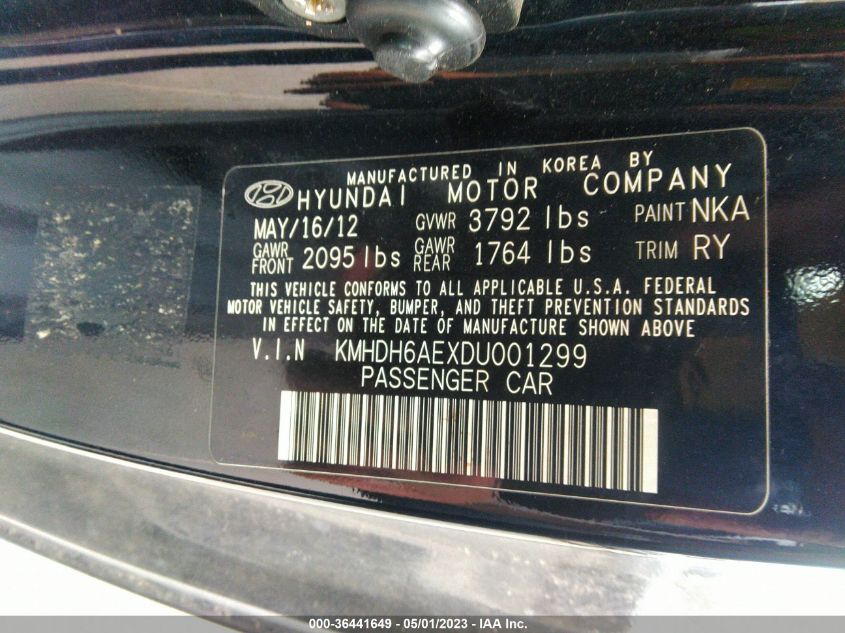 MANUFACTURED IN KOREA BY
HYUNDAI MOTOR COMPANY
MAY/16/12 GVWR 3792 lbs PAINT NKA
GAWR FRONT 2095 lbs GAWR REAR 1764 lbs TRIM RY
THIS VEHICLE CONFORMS TO ALL APPLICABLE U.S.A. FEDERAL
MOTOR VEHICLE SAFETY, BUMPER, AND THEFT PREVENTION STANDARDS
IN EFFECT ON THE DATE OF MANUFACTURE SHOWN ABOVE
V.I.N KMHDH6AEXDU001299
PASSENGER CAR
000-36441649 - 05/01/2023 - IAA Inc.